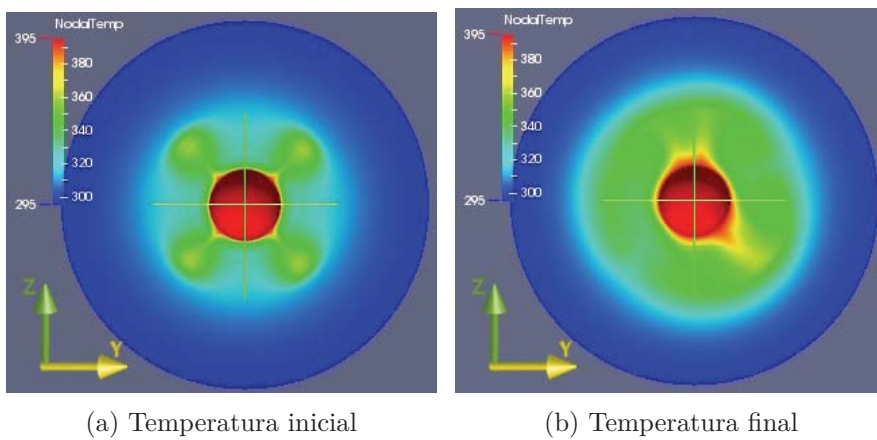 NodalTemp
395
380
360
340
320
300
295
Z
Y
NodalTemp
395
380
360
340
320
300
295
Z
Y
(a) Temperatura inicial
(b) Temperatura final